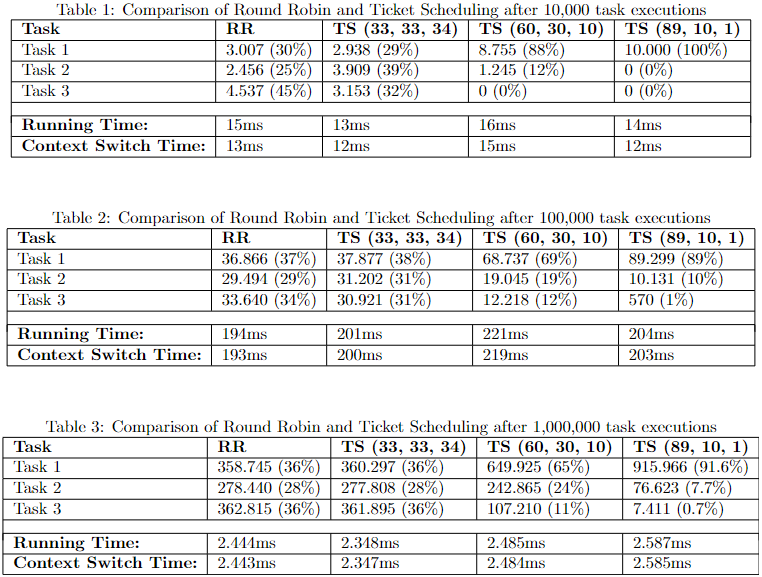 Table 1: Comparison of Round Robin and Ticket Scheduling after 10,000 task executions
Task RR TS (33, 33, 34) TS (60, 30, 10) TS (89, 10, 1)
Task 1 3.007 (30%) 2.938 (29%) 8.755 (88%) 10.000 (100%)
Task 2 2.456 (25%) 3.909 (39%) 1.245 (12%) 0 (0%)
Task 3 4.537 (45%) 3.153 (32%) 0 (0%) 0 (0%)
Running Time: 15ms 13ms 16ms 14ms
Context Switch Time: 13ms 12ms 15ms 12ms
Table 2: Comparison of Round Robin and Ticket Scheduling after 100,000 task executions
Task RR TS (33, 33, 34) TS (60, 30, 10) TS (89, 10, 1)
Task 1 36.866 (37%) 37.877 (38%) 68.737 (69%) 89.299 (89%)
Task 2 29.494 (29%) 31.202 (31%) 19.045 (19%) 10.131 (10%)
Task 3 33.640 (34%) 30.921 (31%) 12.218 (12%) 570 (1%)
Running Time: 194ms 201ms 221ms 204ms
Context Switch Time: 193ms 200ms 219ms 203ms
Table 3: Comparison of Round Robin and Ticket Scheduling after 1,000,000 task executions
Task RR TS (33, 33, 34) TS (60, 30, 10) TS (89, 10, 1)
Task 1 358.745 (36%) 360.297 (36%) 649.925 (65%) 915.966 (91.6%)
Task 2 278.440 (28%) 277.808 (28%) 242.865 (24%) 76.623 (7.7%)
Task 3 362.815 (36%) 361.895 (36%) 107.210 (11%) 7.411 (0.7%)
Running Time: 2.444ms 2.348ms 2.485ms 2.587ms
Context Switch Time: 2.443ms 2.347ms 2.484ms 2.585ms